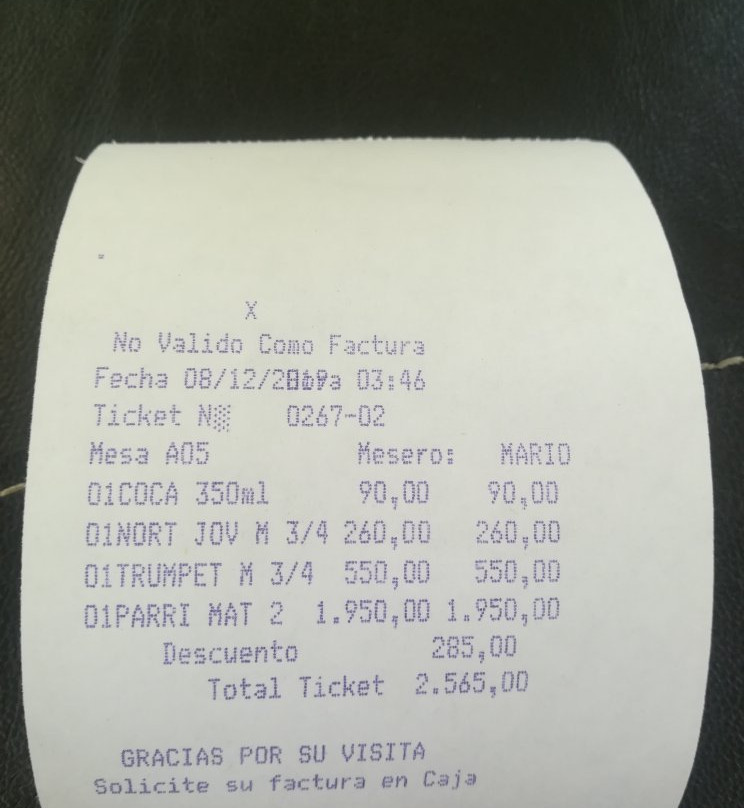 X
No Valido Como Factura
Fecha 08/12/2019 03:46
Ticket N 0267-02
Mesa A05 Mesero: MARIO
01COCA 350ml 90,00 90,00
01NORT JOV M 3/4 260,00 260,00
01TRUMPET M 3/4 550,00 550,00
01PARRI MAT 2 1.950,00 1.950,00
Descuento 285,00
Total Ticket 2.565,00
GRACIAS POR SU VISITA
Solicite su factura en Caja